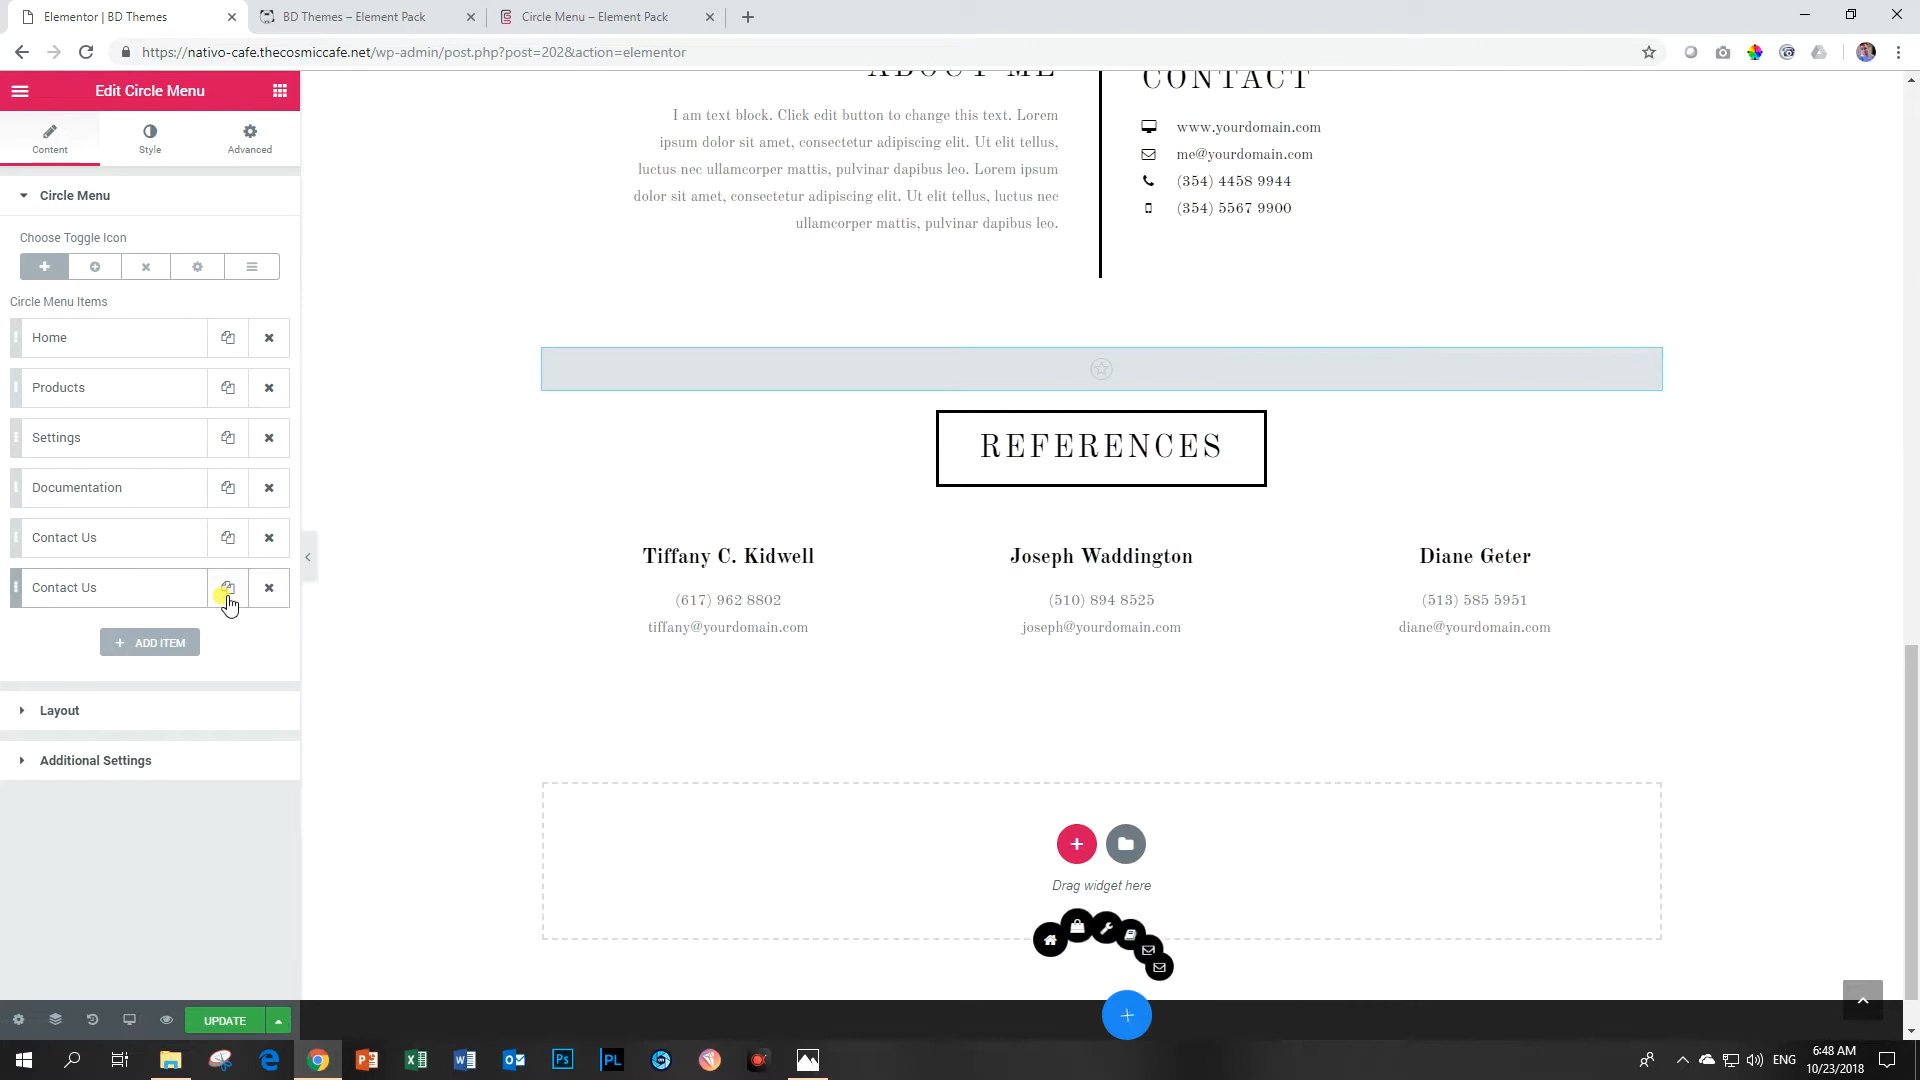 Elementor | BD Themes
BD Themes – Element Pack
Circle Menu – Element Pack
https://nativo-cafe.thecosmiccafe.net/wp-admin/post.php?post=202&action=elementor
Edit Circle Menu
Content
Style
Advanced
Circle Menu
Choose Toggle Icon
Circle Menu Items
Home
Products
Settings
Documentation
Contact Us
Contact Us
ADD ITEM
Layout
Additional Settings
UPDATE
ABOUT ME
I am text block. Click edit button to change this text. Lorem
ipsum dolor sit amet, consectetur adipiscing elit. Ut elit tellus,
luctus nec ullamcorper mattis, pulvinar dapibus leo. Lorem ipsum
dolor sit amet, consectetur adipiscing elit. Ut elit tellus, luctus nec
ullamcorper mattis, pulvinar dapibus leo.
CONTACT
www.yourdomain.com
me@yourdomain.com
(354) 4458 9944
(354) 5567 9900
REFERENCES
Tiffany C. Kidwell
(617) 962 8802
tiffany@yourdomain.com
Joseph Waddington
(510) 894 8525
joseph@yourdomain.com
Diane Geter
(513) 585 5951
diane@yourdomain.com
Drag widget here
Ps
PL
ENG
6:48 AM
10/23/2018